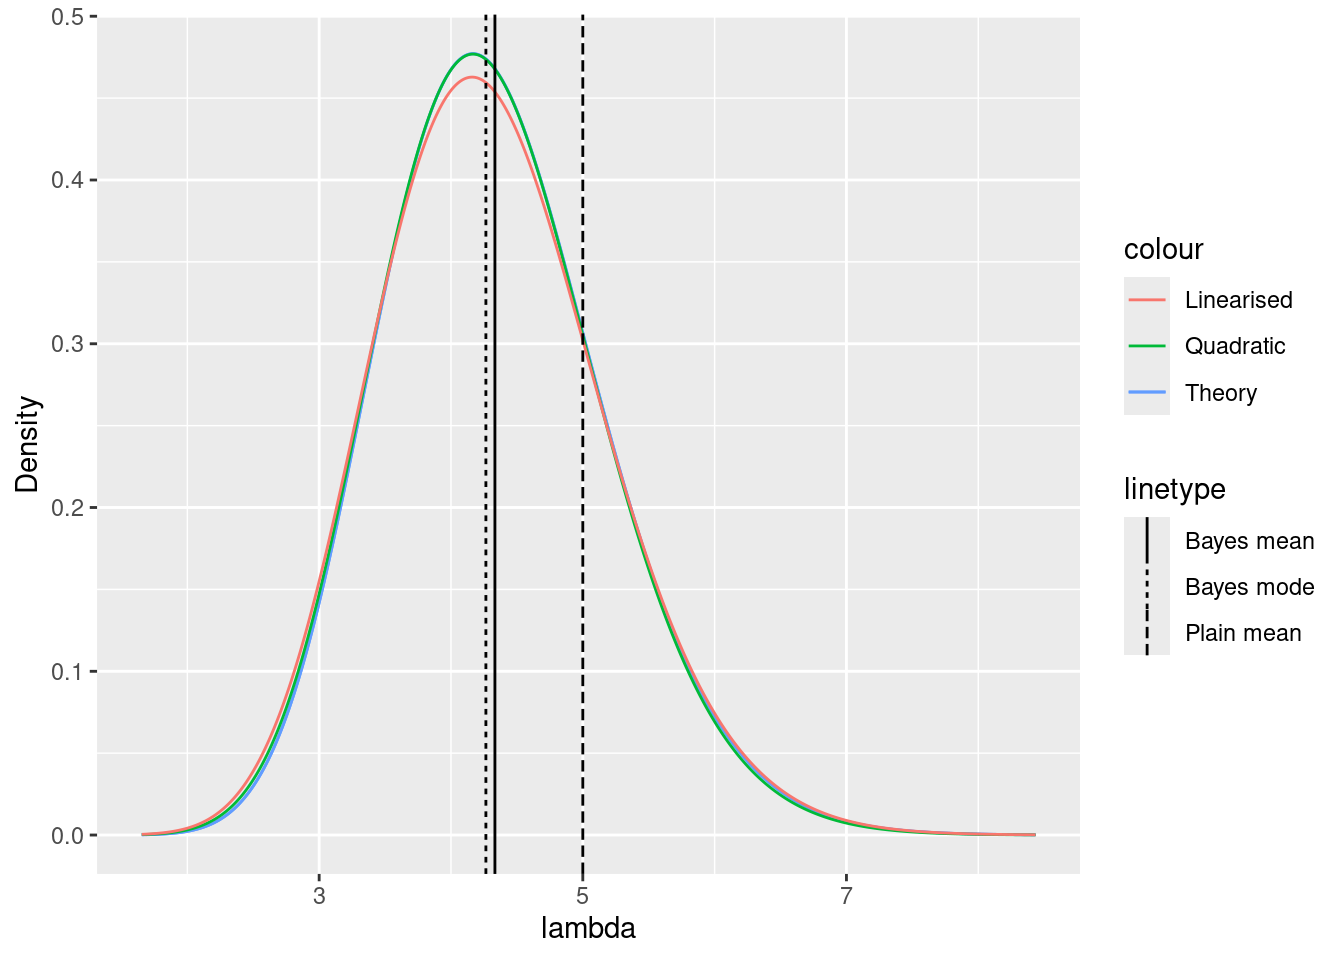 0.5
0.4
0.3
0.2
0.1
0.0
Density
3 5 7
lambda
colour
Linearised
Quadratic
Theory
linetype
Bayes mean
Bayes mode
Plain mean